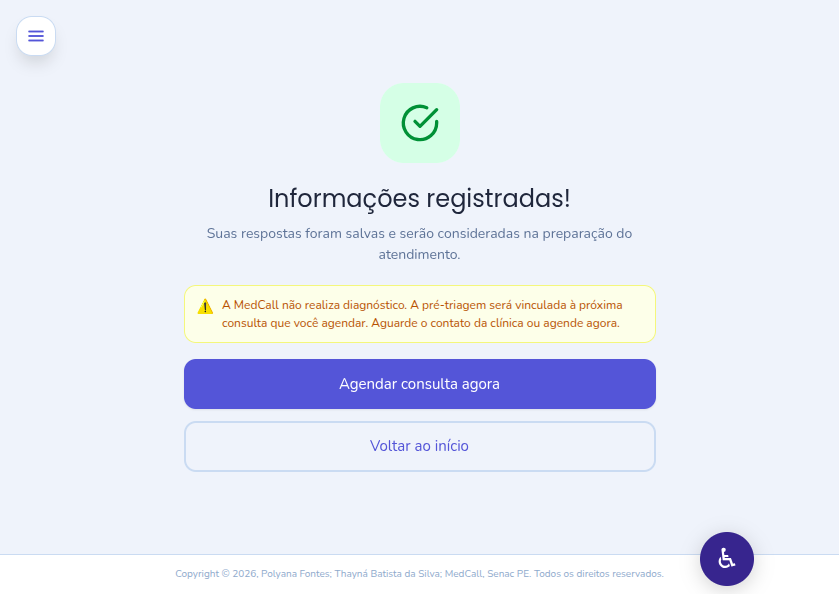 Informações registradas!
Suas respostas foram salvas e serão consideradas na preparação do
atendimento.
A MedCall não realiza diagnóstico. A pré-triagem será vinculada à próxima
consulta que você agendar. Aguarde o contato da clínica ou agende agora.
Agendar consulta agora
Voltar ao início
Copyright © 2026, Polyana Fontes; Thayná Batista da Silva; MedCall, Senac PE. Todos os direitos reservados.